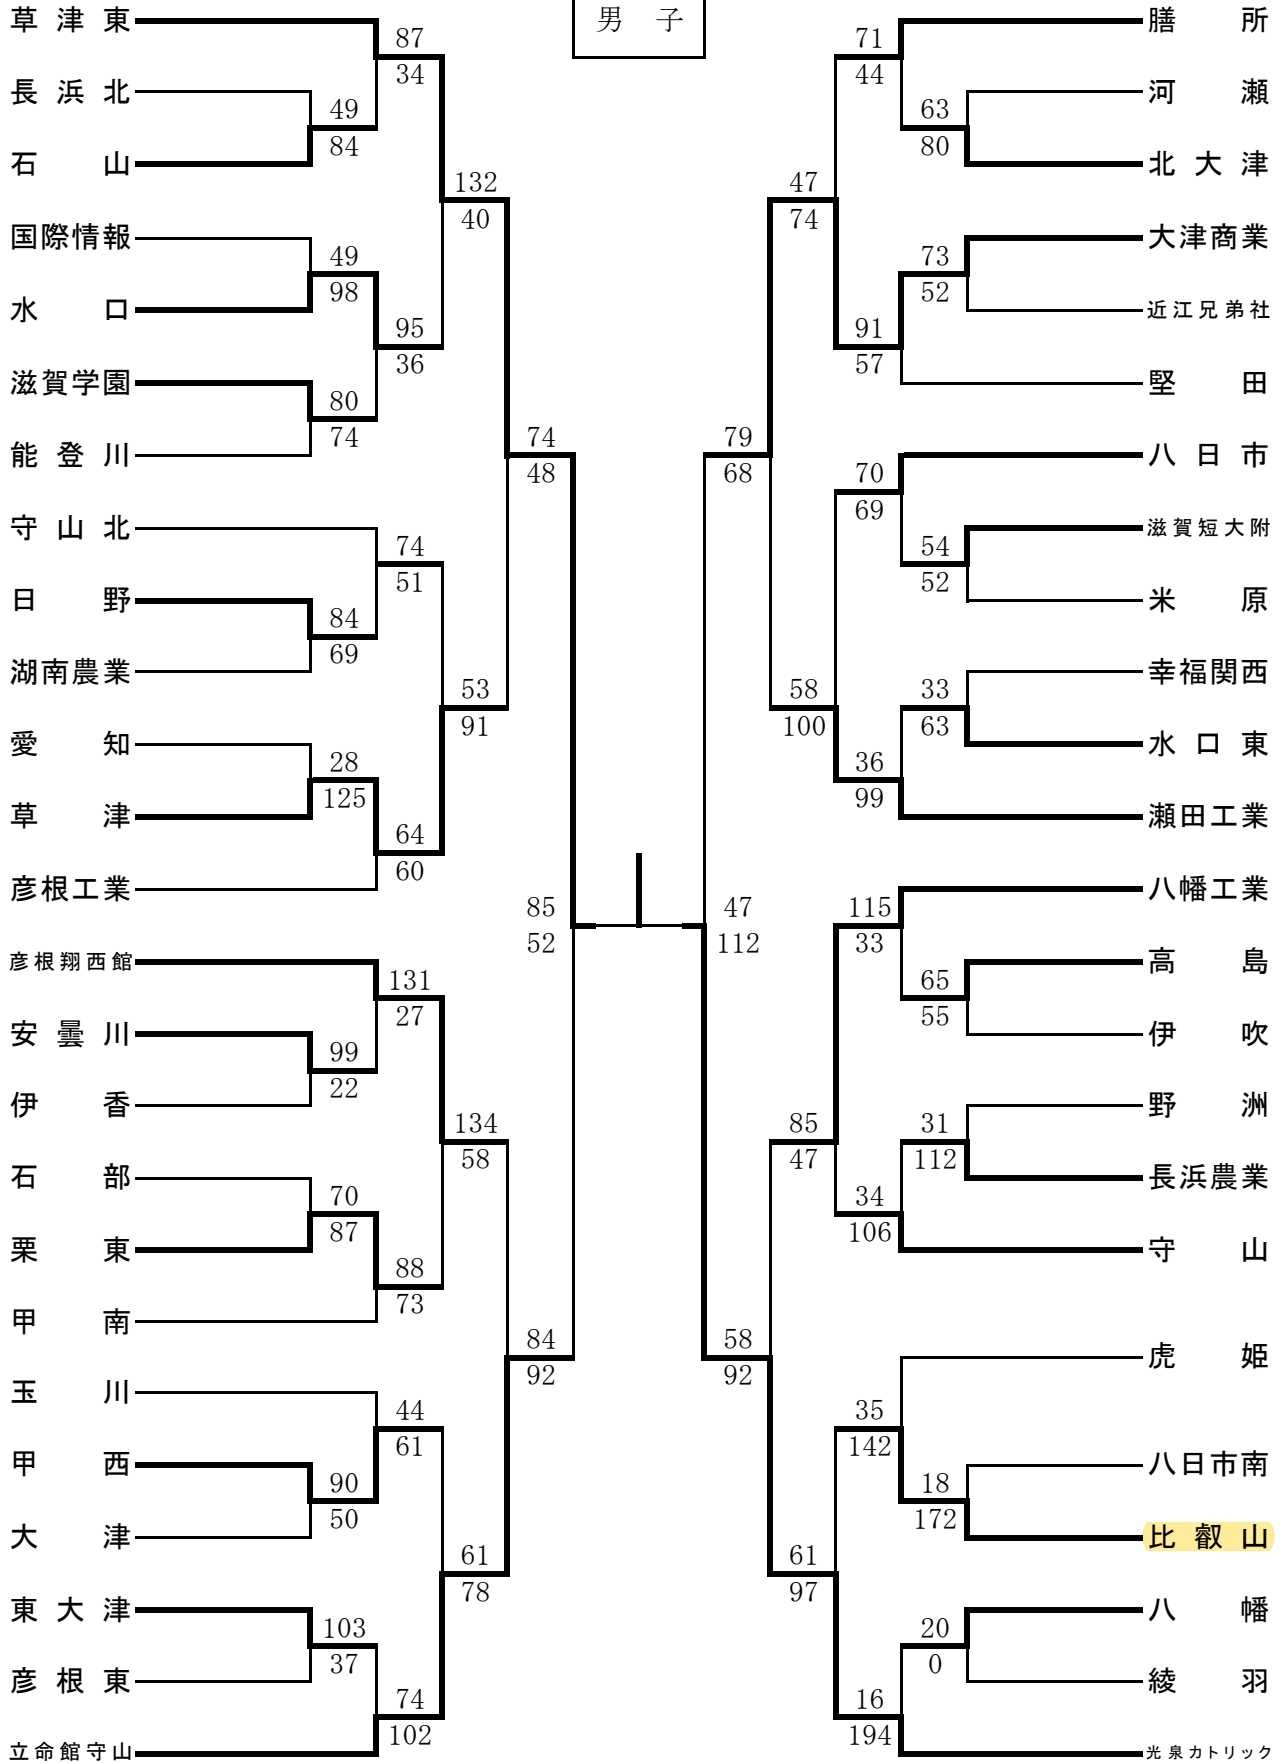 男 子
草 津 東
87
34
長 浜 北
49
84
石 山
132
40
国際情報
49
98
水 口
95
36
滋賀学園
80
74
能 登 川
74
48
守 山 北
74
51
日 野
84
69
湖南農業
53
91
愛 知
28
125
草 津
64
60
彦根工業
85
52
彦根翔西館
131
27
安 曇 川
99
22
伊 香
134
58
石 部
70
87
栗 東
88
73
甲 南
84
92
玉 川
44
61
甲 西
90
50
大 津
61
78
東 大 津
103
37
彦 根 東
74
102
立命館守山
膳 所
71
44
河 瀬
63
80
北 大 津
47
74
大津商業
73
52
近江兄弟社
91
57
堅 田
79
68
八 日 市
70
69
滋賀短大附
54
52
米 原
幸福関西
58
100
33
63
水 口 東
36
99
瀬田工業
八幡工業
47
112
115
33
高 島
65
55
伊 吹
野 洲
85
47
31
112
長浜農業
34
106
守 山
58
92
虎 姫
35
142
八日市南
18
172
比 叡 山
61
97
八 幡
20
0
綾 羽
16
194
光泉カトリック